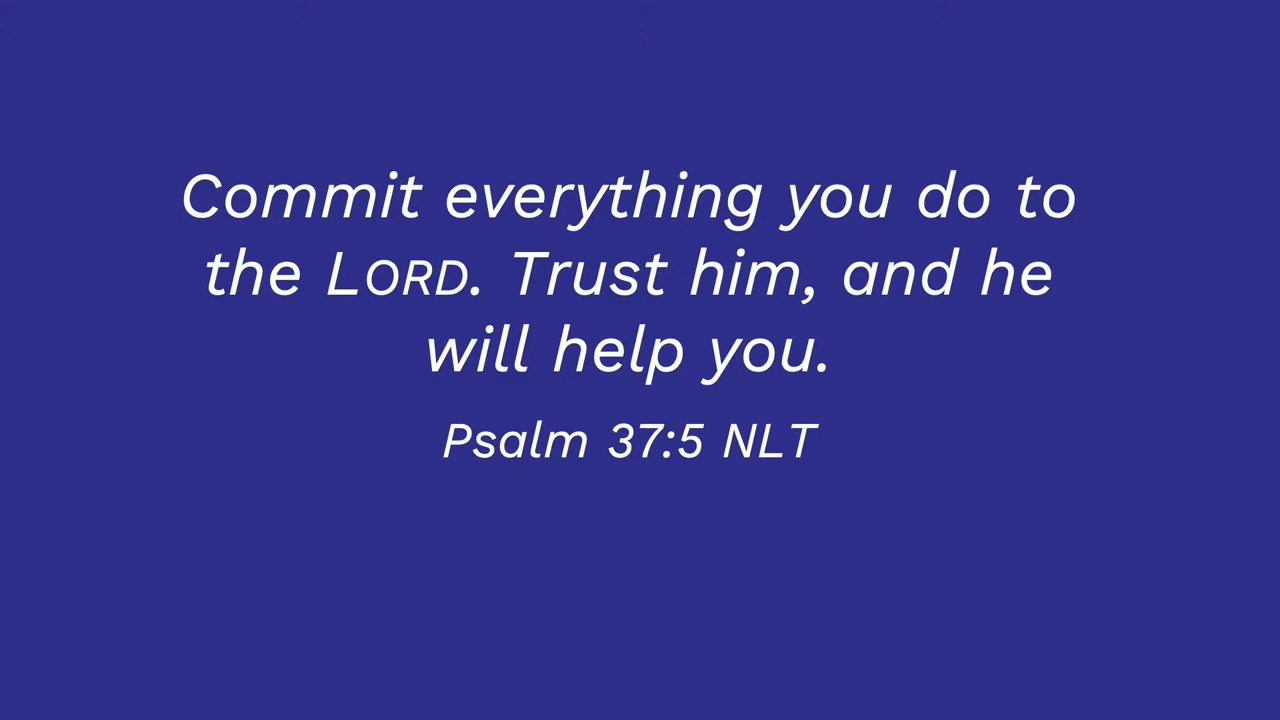 Commit everything you do to
the LORD. Trust him, and he
will help you.
Psalm 37:5 NLT